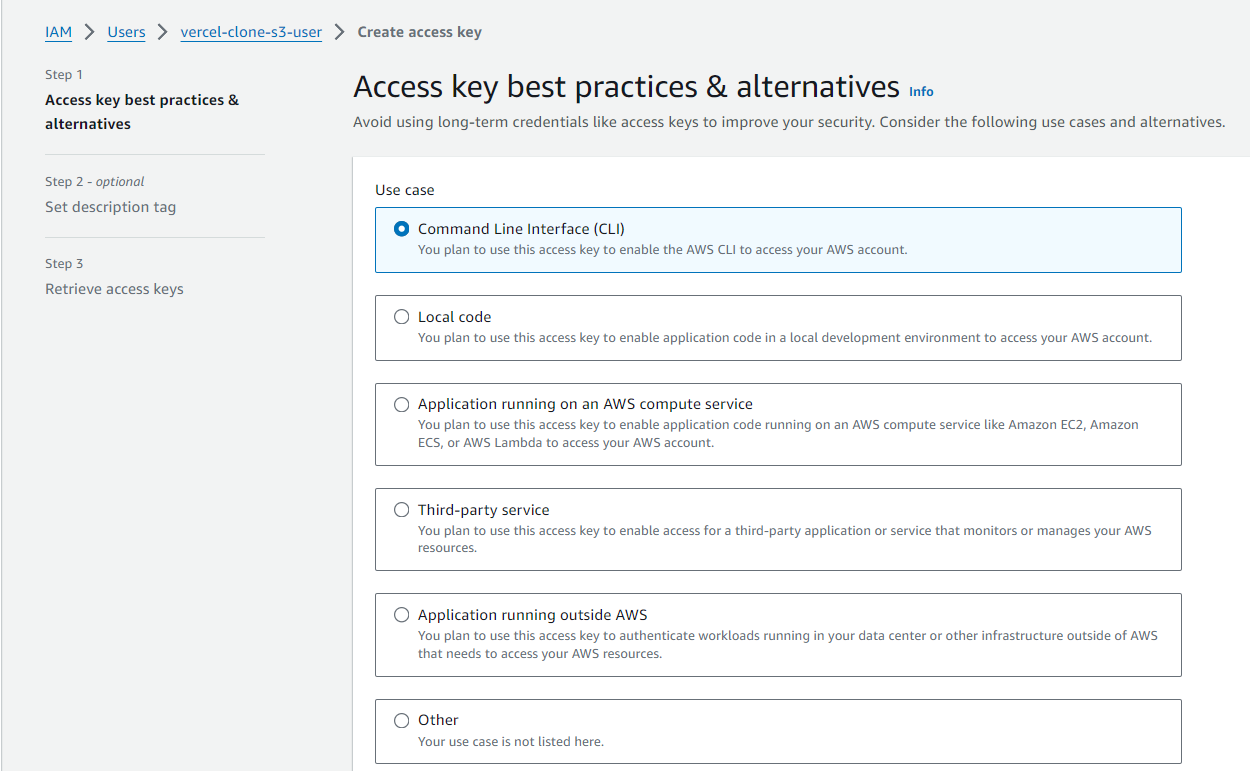 IAM > Users > vercel-clone-s3-user > Create access key
Step 1
Access key best practices &
alternatives
Step 2 - optional
Set description tag
Step 3
Retrieve access keys
Access key best practices & alternatives Info
Avoid using long-term credentials like access keys to improve your security. Consider the following use cases and alternatives.
Use case
Command Line Interface (CLI)
You plan to use this access key to enable the AWS CLI to access your AWS account.
Local code
You plan to use this access key to enable application code in a local development environment to access your AWS account.
Application running on an AWS compute service
You plan to use this access key to enable application code running on an AWS compute service like Amazon EC2, Amazon
ECS, or AWS Lambda to access your AWS account.
Third-party service
You plan to use this access key to enable access for a third-party application or service that monitors or manages your AWS
resources.
Application running outside AWS
You plan to use this access key to authenticate workloads running in your data center or other infrastructure outside of AWS
that needs to access your AWS resources.
Other
Your use case is not listed here.